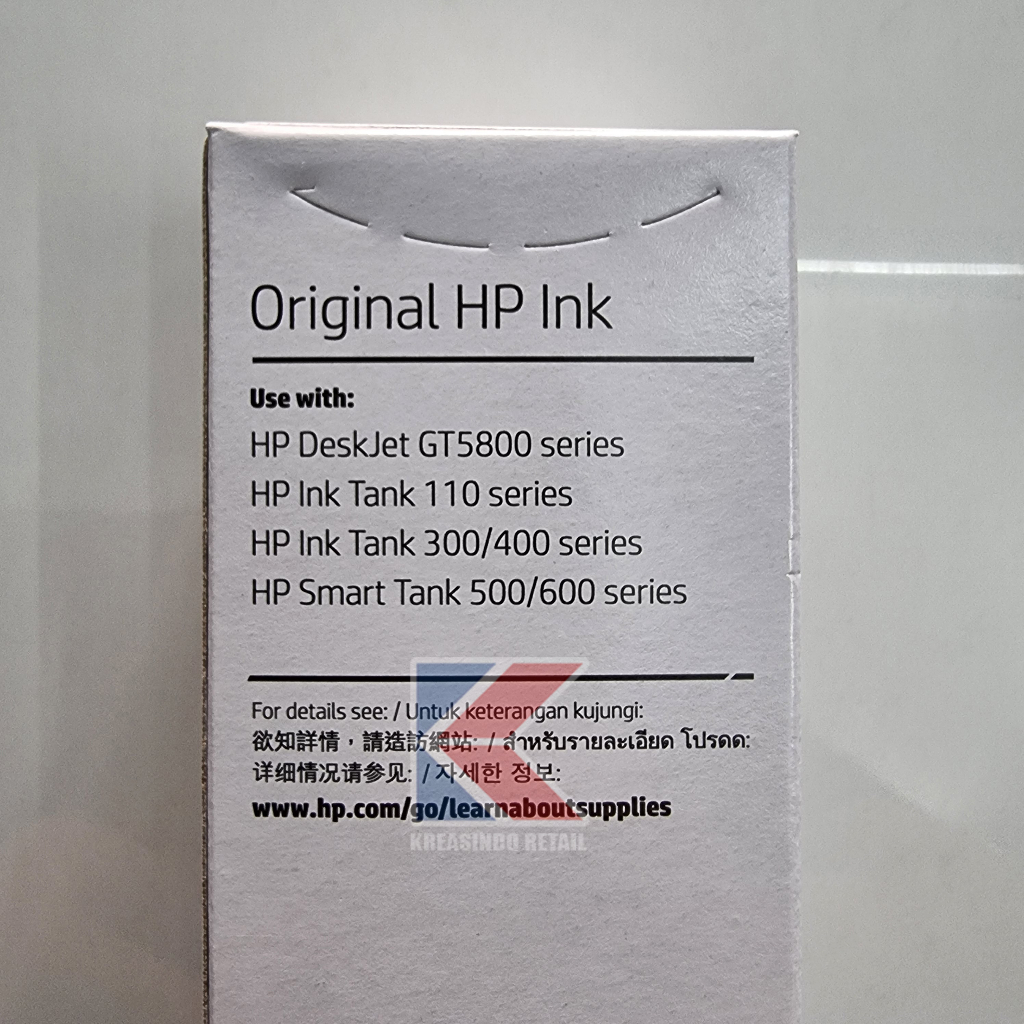 Original HP Ink
Use with:
HP DeskJet GT5800 series
HP Ink Tank 110 series
HP Ink Tank 300/400 series
HP Smart Tank 500/600 series
For details see: / Untuk keterangan kujungi:
欲知詳情，請造訪網站: / สำหรับรายละเอียด โปรดด:
详细情况请参见: / 자세한 정보:
www.hp.com/go/learnaboutsupplies
KREASINDO RETAIL